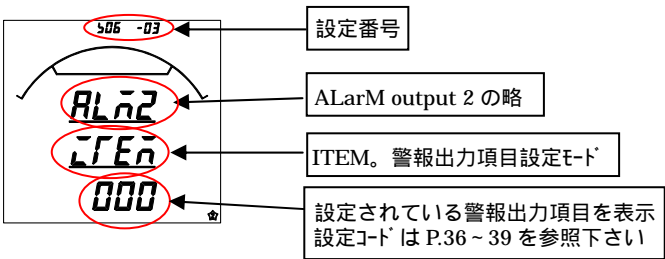 506 -03
設定番号
ALM2
ALarM output 2 の略
ITEM
ITEM。警報出力項目設定ﾓｰﾄﾞ
000
設定されている警報出力項目を表示
設定ｺｰﾄﾞは P.36～39 を参照下さい